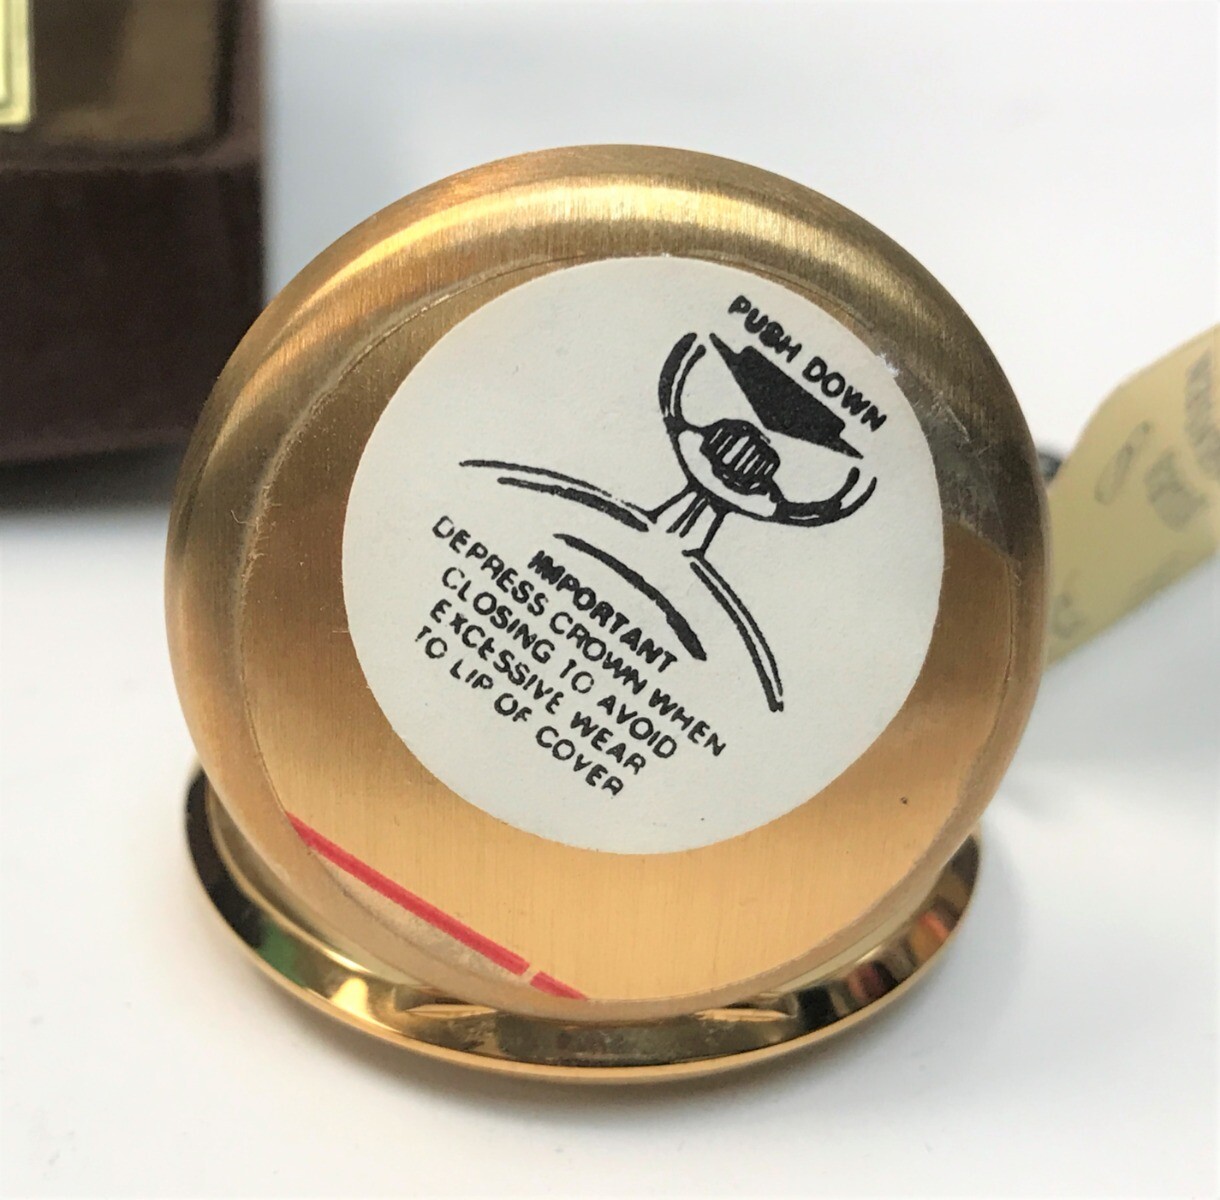 PUSH DOWN
IMPORTANT
DEPRESS CROWN WHEN
CLOSING TO AVOID
EXCESSIVE WEAR
TO LIP OF COVER